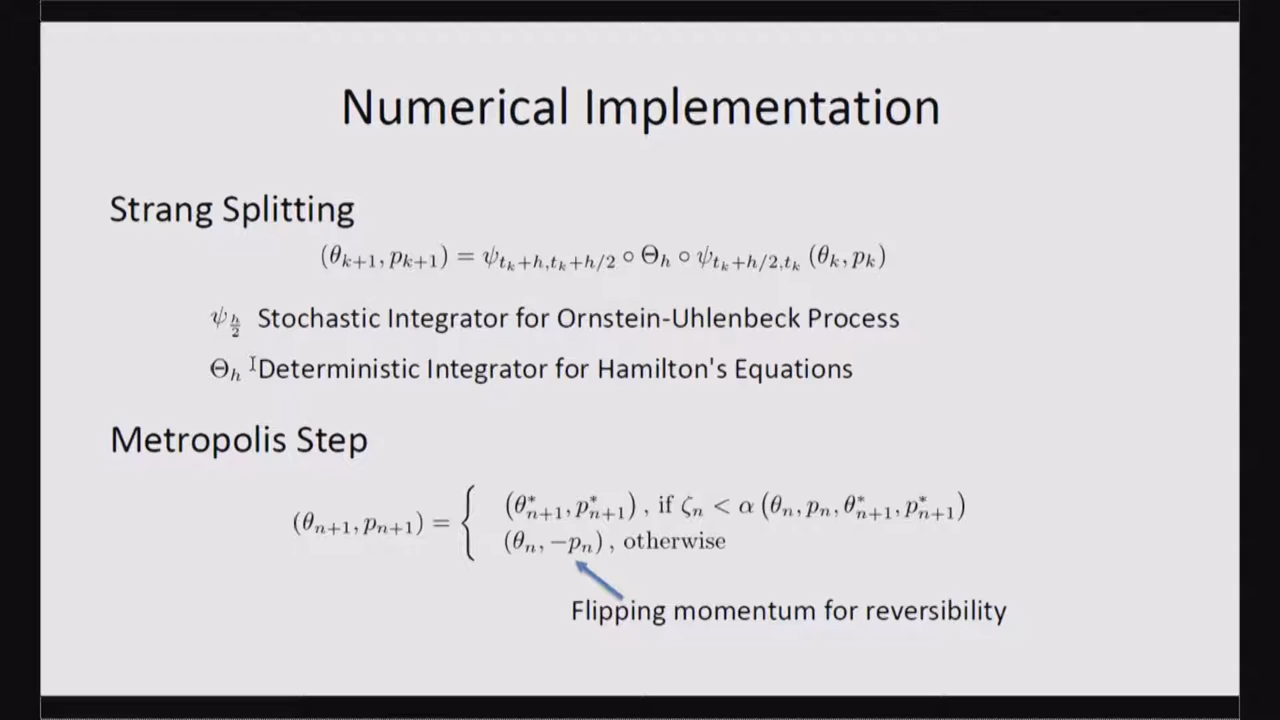 Numerical Implementation
Strang Splitting
(θ_{k+1}, p_{k+1}) = ψ_{t_k+h,t_k+h/2} ∘ Θ_h ∘ ψ_{t_k+h/2,t_k} (θ_k, p_k)
ψ_{h/2} Stochastic Integrator for Ornstein-Uhlenbeck Process
Θ_h Deterministic Integrator for Hamilton's Equations
Metropolis Step
(θ_{n+1}, p_{n+1}) = { (θ*_{n+1}, p*_{n+1}) , if ζ_n < α (θ_n, p_n, θ*_{n+1}, p*_{n+1})
(θ_n, −p_n) , otherwise
Flipping momentum for reversibility